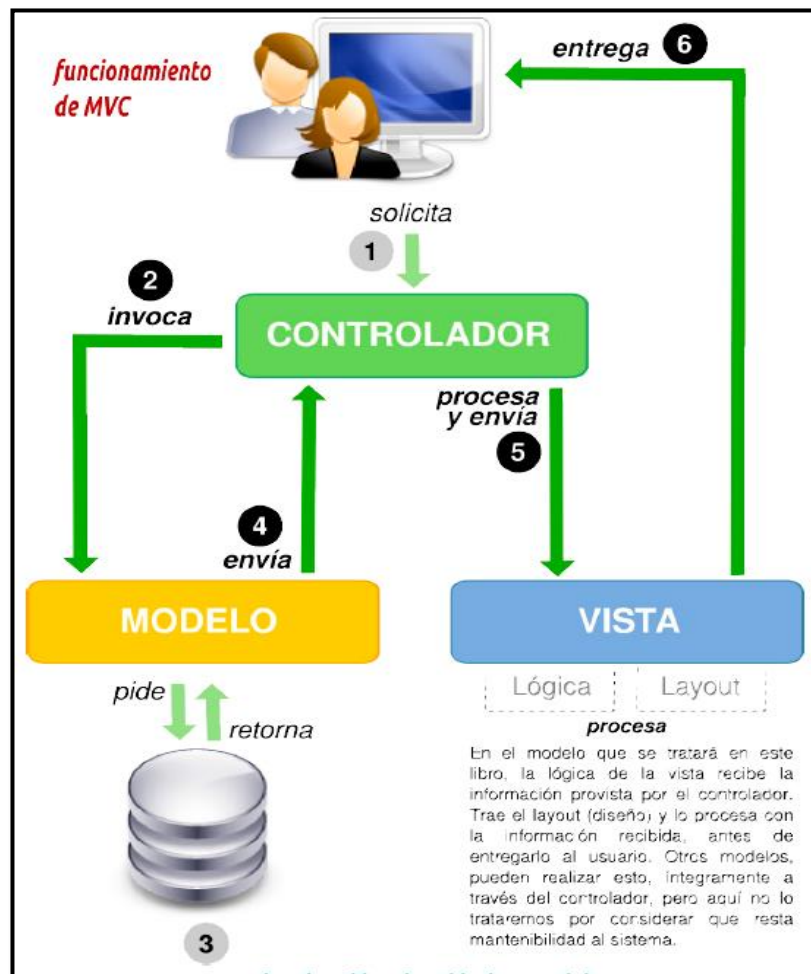 funcionamiento
de MVC
entrega 6
solicita
1
2
invoca
CONTROLADOR
procesa
y envía
5
4
envía
MODELO
VISTA
pide
retorna
Lógica
Layout
procesa
En el modelo que se tratará en este
libro, la lógica de la vista recibe la
información provista por el controlador.
Trae el layout (diseño) y lo procesa con
la información recibida, antes de
entregarlo al usuario. Otros modelos,
pueden realizar esto, íntegramente a
través del controlador, pero aquí no lo
trataremos por considerar que resta
mantenibilidad al sistema.
3